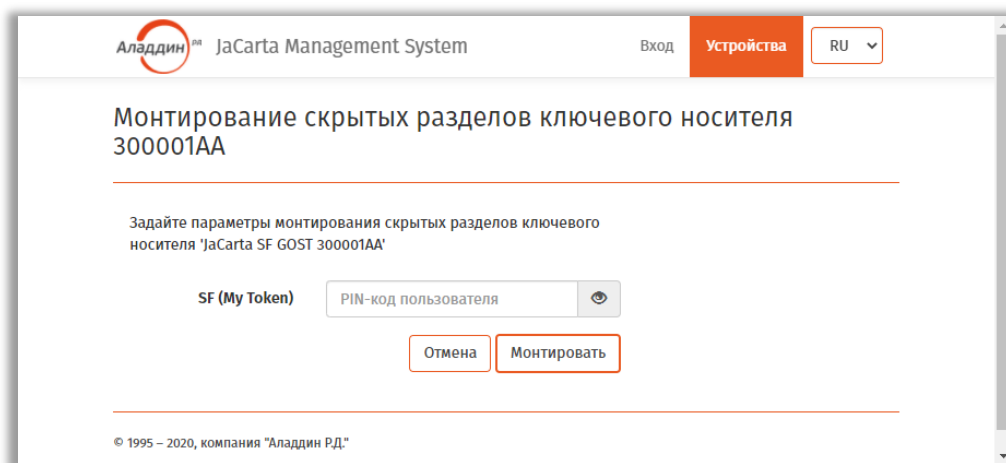 Аладдин РД JaCarta Management System Вход Устройства RU
Монтирование скрытых разделов ключевого носителя
300001AA
Задайте параметры монтирования скрытых разделов ключевого
носителя 'JaCarta SF GOST 300001AA'
SF (My Token) PIN-код пользователя
Отмена Монтировать
© 1995 – 2020, компания "Аладдин Р.Д."